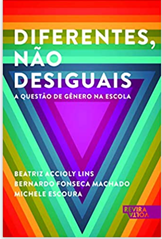 DIFERENTES,
NÃO
DESIGUAIS
A QUESTÃO DE GÊNERO NA ESCOLA
BEATRIZ ACCIOLY LINS
BERNARDO FONSECA MACHADO
MICHELE ESCOURA
REVIRA
VOLTA